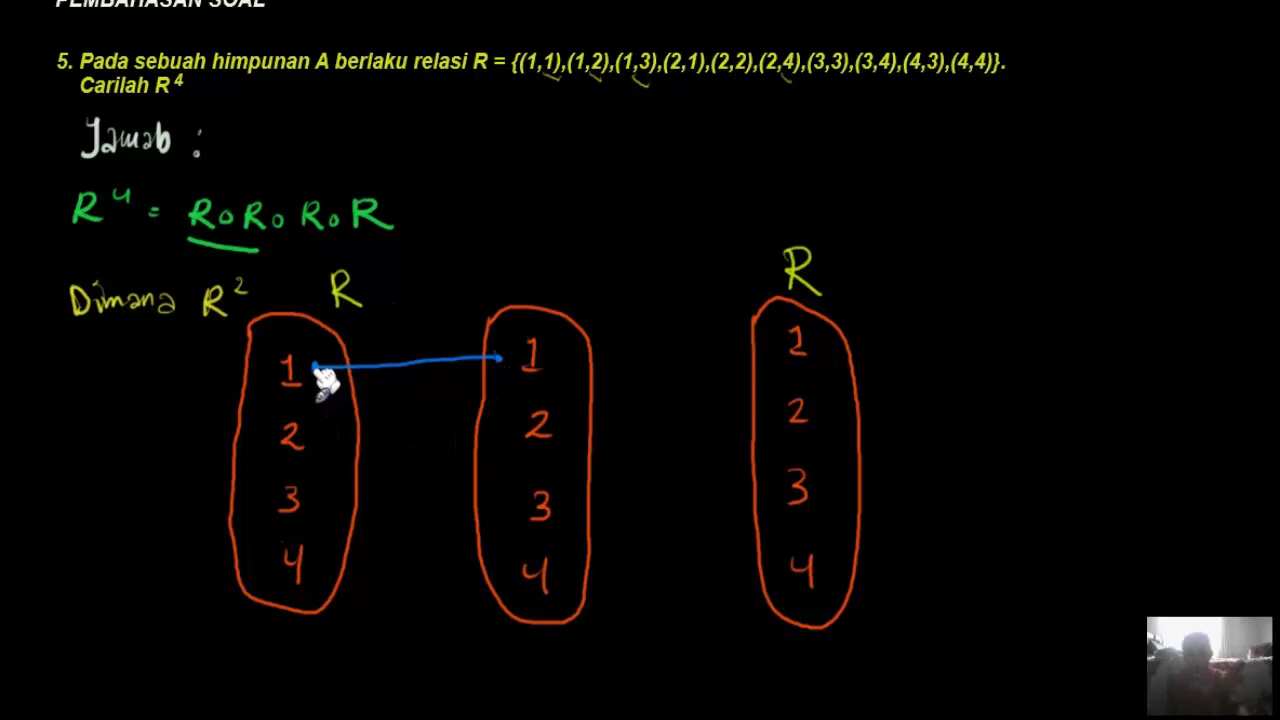 PEMBAHASAN SOAL
5. Pada sebuah himpunan A berlaku relasi R = {(1,1),(1,2),(1,3),(2,1),(2,2),(2,4),(3,3),(3,4),(4,3),(4,4)}.
Carilah R⁴
Jawab :
R⁴ = R∘R∘R∘R
Dimana R² R R
1 1 1
2 2 2
3 3 3
4 4 4